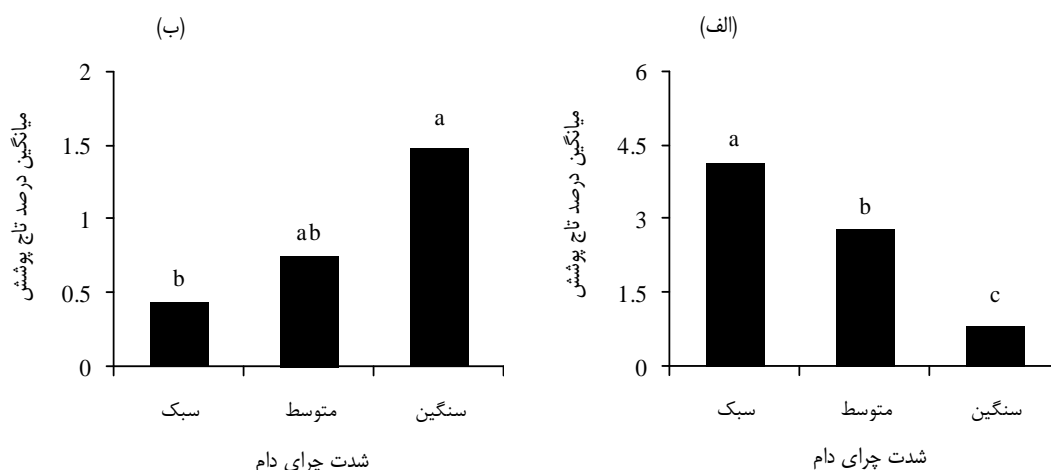 (الف)
میانگین درصد تاج پوشش
6
4.5
3
1.5
0
a
b
c
سبک
متوسط
سنگین
شدت چرای دام
(ب)
میانگین درصد تاج پوشش
2
1.5
1
0.5
0
b
ab
a
سبک
متوسط
سنگین
شدت چرای دام